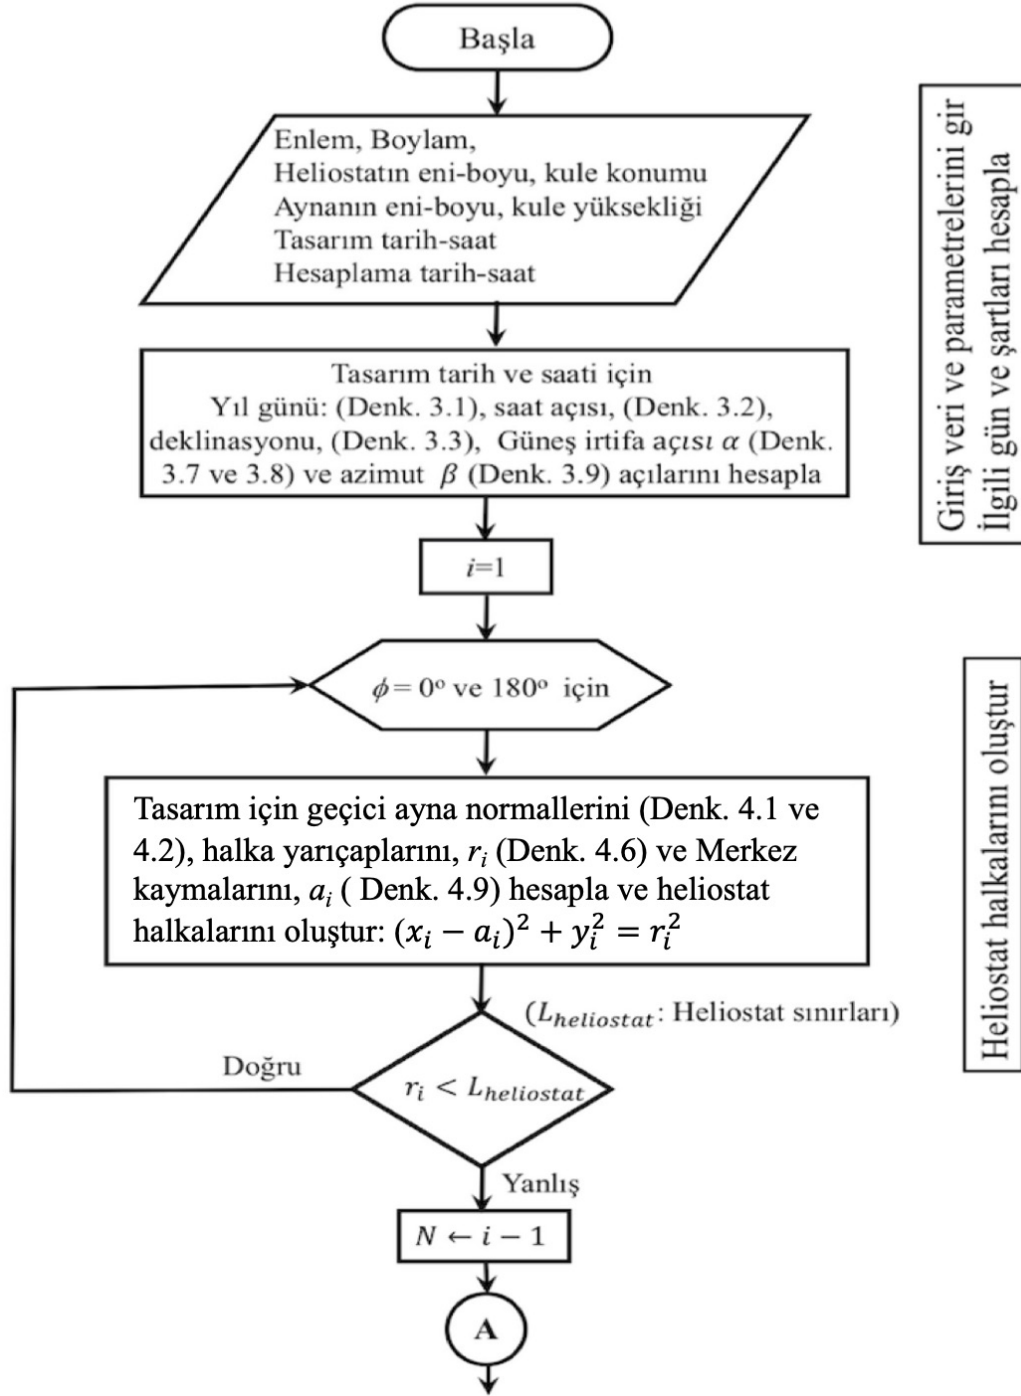 Başla
Enlem, Boylam,
Heliostatın eni-boyu, kule konumu
Aynanın eni-boyu, kule yüksekliği
Tasarım tarih-saat
Hesaplama tarih-saat
Giriş veri ve parametrelerini gir
İlgili gün ve şartları hesapla
Tasarım tarih ve saati için
Yıl günü: (Denk. 3.1), saat açısı, (Denk. 3.2),
deklinasyonu, (Denk. 3.3), Güneş irtifa açısı α (Denk.
3.7 ve 3.8) ve azimut β (Denk. 3.9) açılarını hesapla
i=1
ϕ= 0º ve 180º için
Heliostat halkalarını oluştur
Tasarım için geçici ayna normallerini (Denk. 4.1 ve
4.2), halka yarıçaplarını, rᵢ (Denk. 4.6) ve Merkez
kaymalarını, aᵢ ( Denk. 4.9) hesapla ve heliostat
halkalarını oluştur: (xᵢ − aᵢ)² + yᵢ² = rᵢ²
(L_heliostat: Heliostat sınırları)
Doğru
rᵢ < L_heliostat
Yanlış
N ← i − 1
A